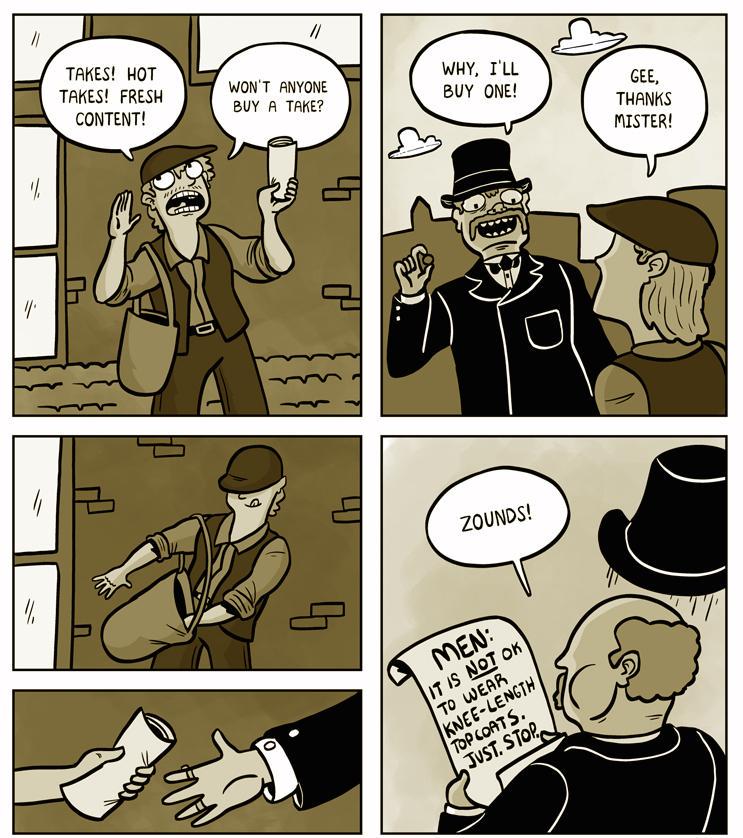 TAKES! HOT
TAKES! FRESH
CONTENT!
WON'T ANYONE
BUY A TAKE?
WHY, I'LL
BUY ONE!
GEE,
THANKS
MISTER!
ZOUNDS!
MEN:
IT IS NOT OK
TO WEAR
KNEE-LENGTH
TOPCOATS.
JUST. STOP.